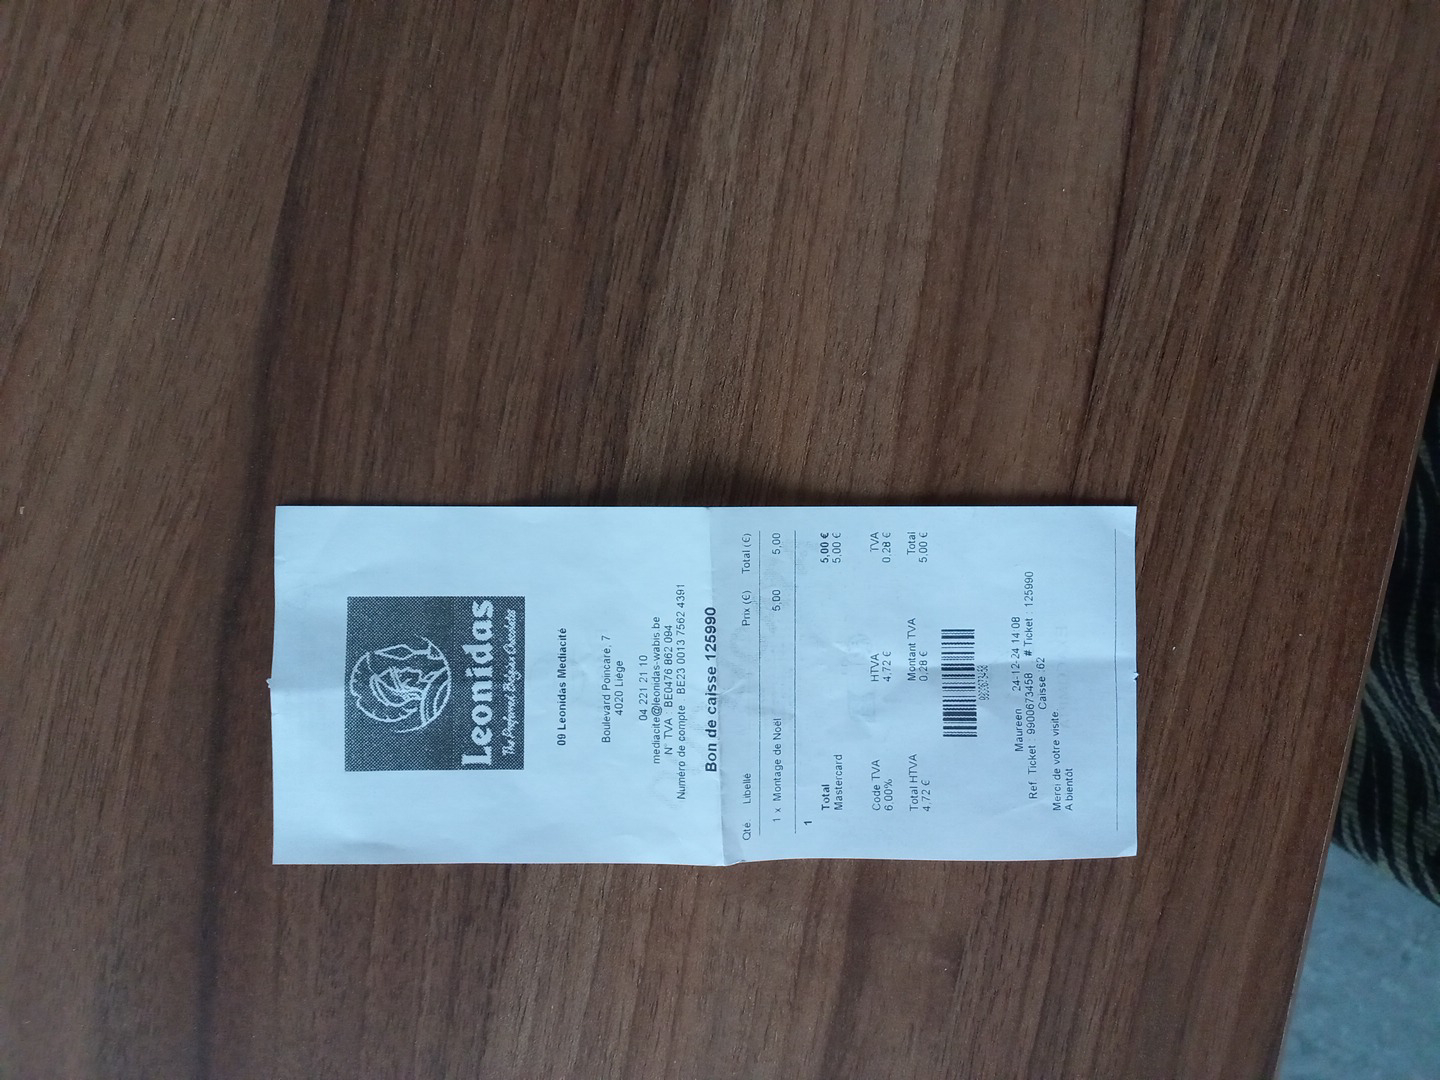 Leonidas
The Preferred Belgian Chocolates
09 Leonidas Mediacité
Boulevard Poincare, 7
4020 Liège
04 221 21 10
mediacite@leonidas-wabis.be
N° TVA : BE0476 862 094
Numéro de compte BE23 0013 7562 4391
Bon de caisse 125990
Qté. Libellé Prix (€) Total (€)
1 x Montage de Noël 5,00 5,00
1
Total 5,00 €
Mastercard 5,00 €
Code TVA HTVA TVA
6.00% 4.72 € 0.28 €
Total HTVA Montant TVA Total
4.72 € 0.28 € 5,00 €
9900673458
Maureen 24-12-24 14:08
Ref. Ticket : 9900673458 # Ticket : 125990
Caisse :62
Merci de votre visite
A bientôt